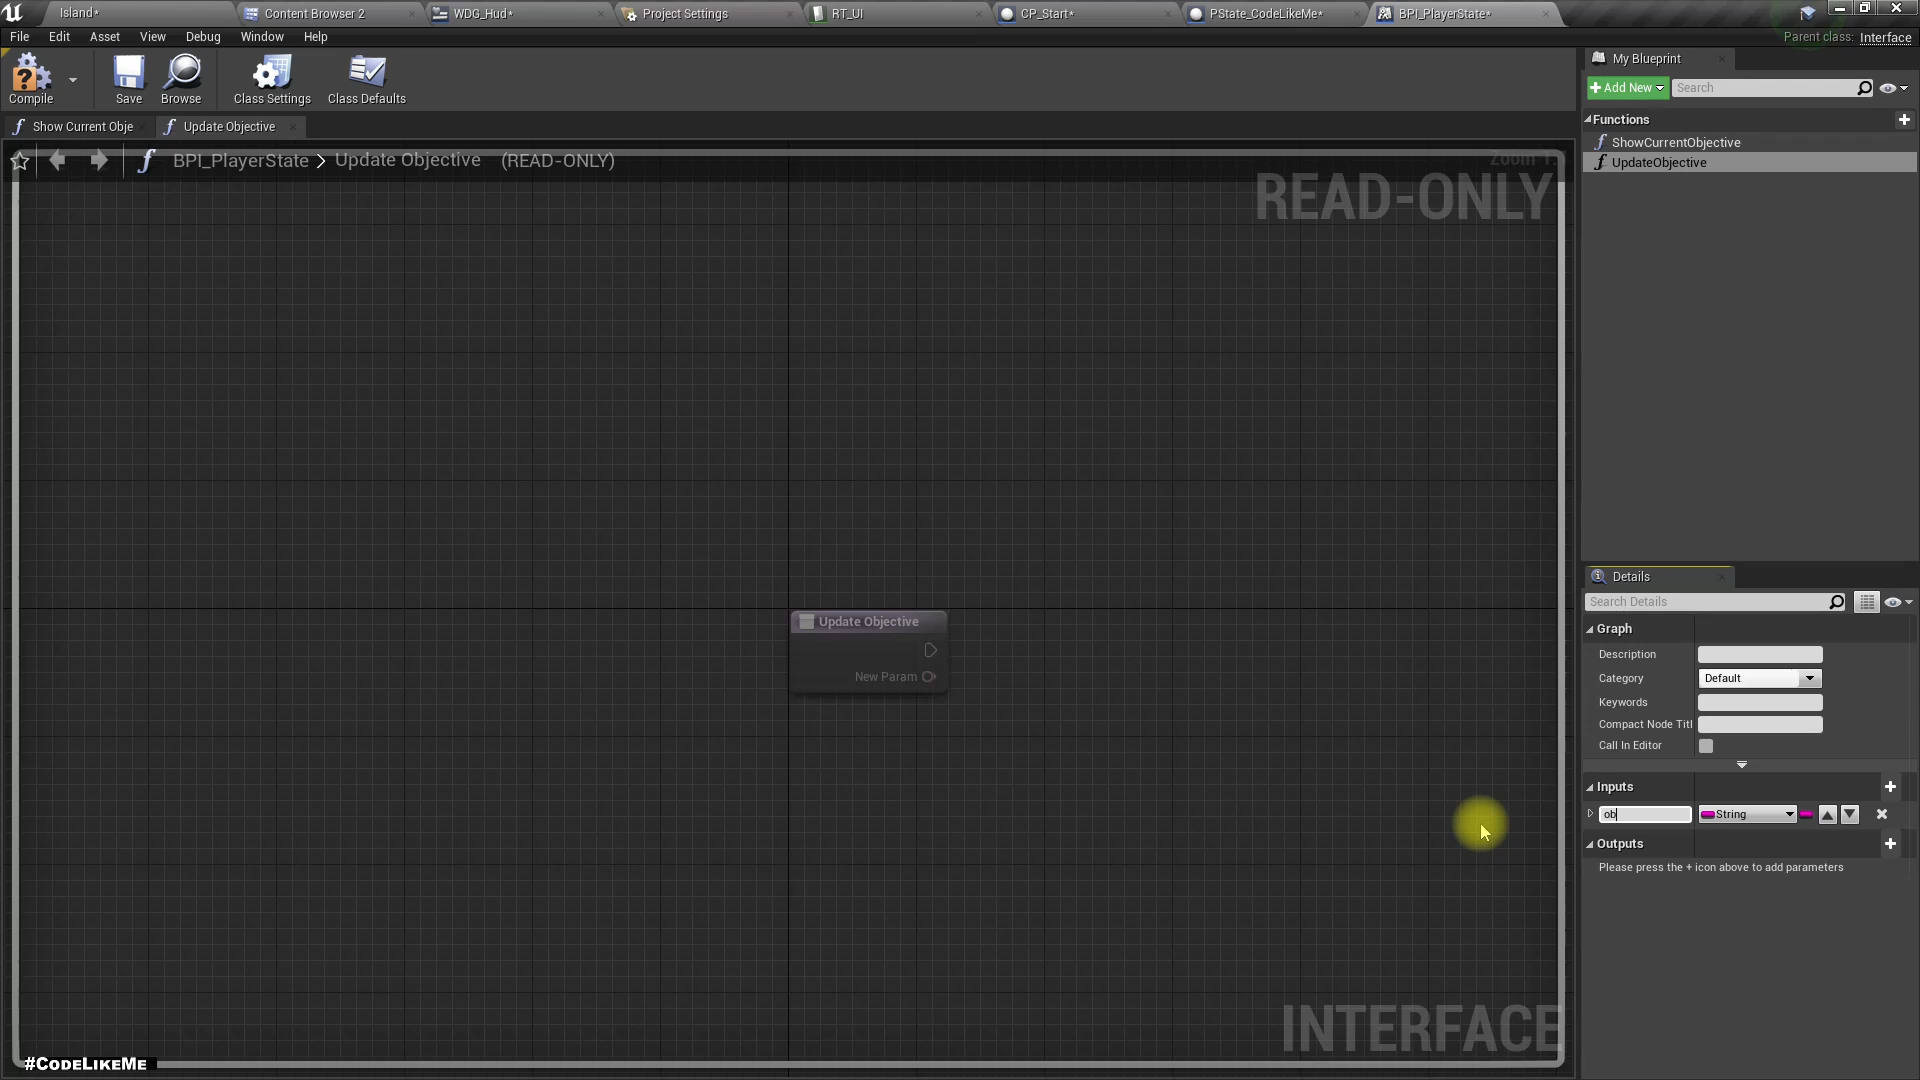 Island*
Content Browser 2
WDG_Hud*
Project Settings
RT_UI
CP_Start*
PState_CodeLikeMe*
BPI_PlayerState*
File Edit Asset View Debug Window Help
Parent class: Interface
Compile
Save
Browse
Class Settings
Class Defaults
My Blueprint
+ Add New
Search
Functions
ShowCurrentObjective
UpdateObjective
Show Current Obje
Update Objective
BPI_PlayerState > Update Objective (READ-ONLY)
Zoom 1:
READ-ONLY
Update Objective
New Param
Details
Search Details
Graph
Description
Category Default
Keywords
Compact Node Titl
Call In Editor
Inputs
ob String
Outputs
Please press the + icon above to add parameters
INTERFACE
#CodeLikeMe